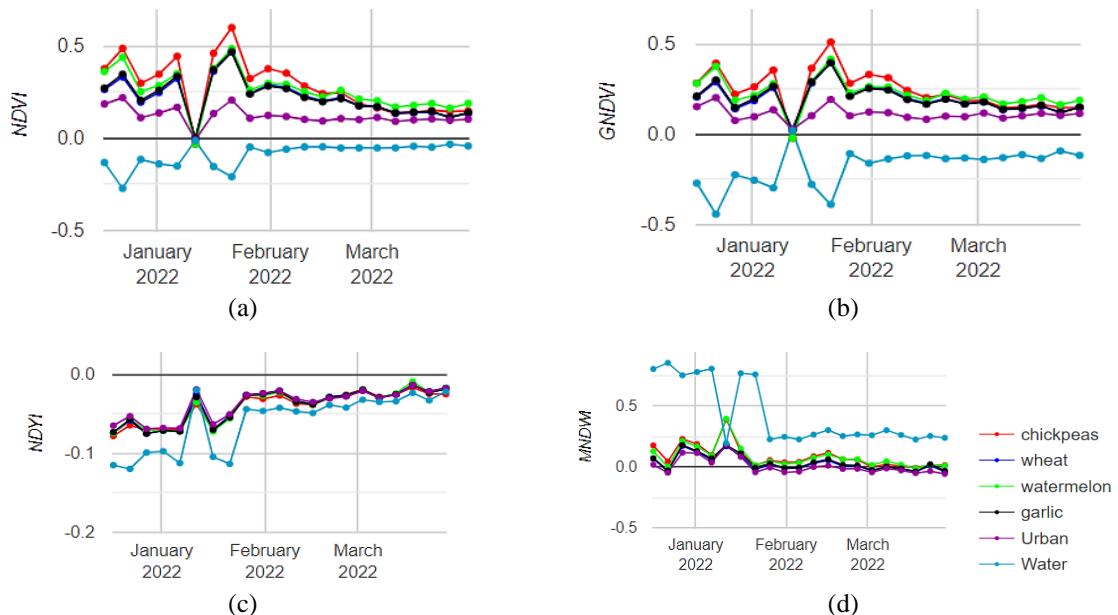 NDVI
0.5
0.0
-0.5
January
2022
February
2022
March
2022
(a)
GNDVI
0.5
0.0
-0.5
January
2022
February
2022
March
2022
(b)
NDYI
0.0
-0.1
-0.2
January
2022
February
2022
March
2022
(c)
MNDWI
0.5
0.0
-0.5
January
2022
February
2022
March
2022
(d)
chickpeas
wheat
watermelon
garlic
Urban
Water